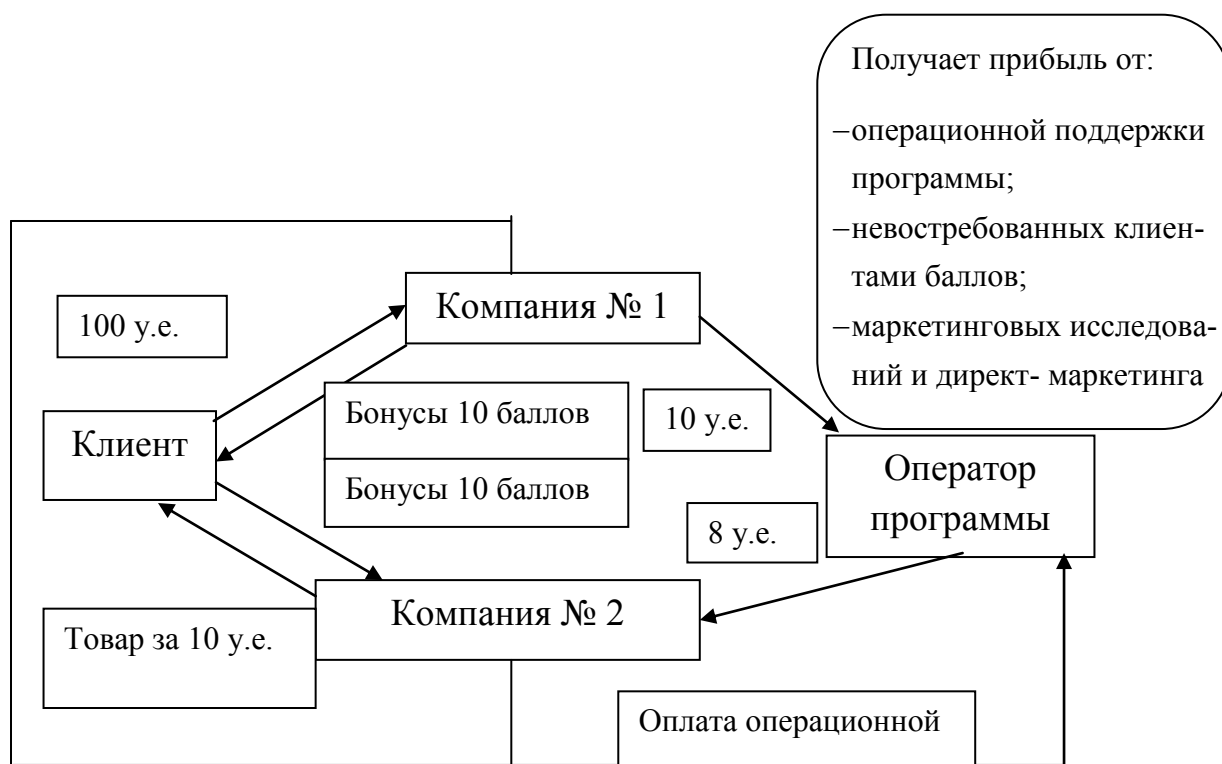 Получает прибыль от:
–операционной поддержки
программы;
–невостребованных клиен-
тами баллов;
–маркетинговых исследова-
ний и директ- маркетинга
Компания № 1
100 у.е.
Бонусы 10 баллов
10 у.е.
Клиент
Бонусы 10 баллов
Оператор
программы
8 у.е.
Компания № 2
Товар за 10 у.е.
Оплата операционной